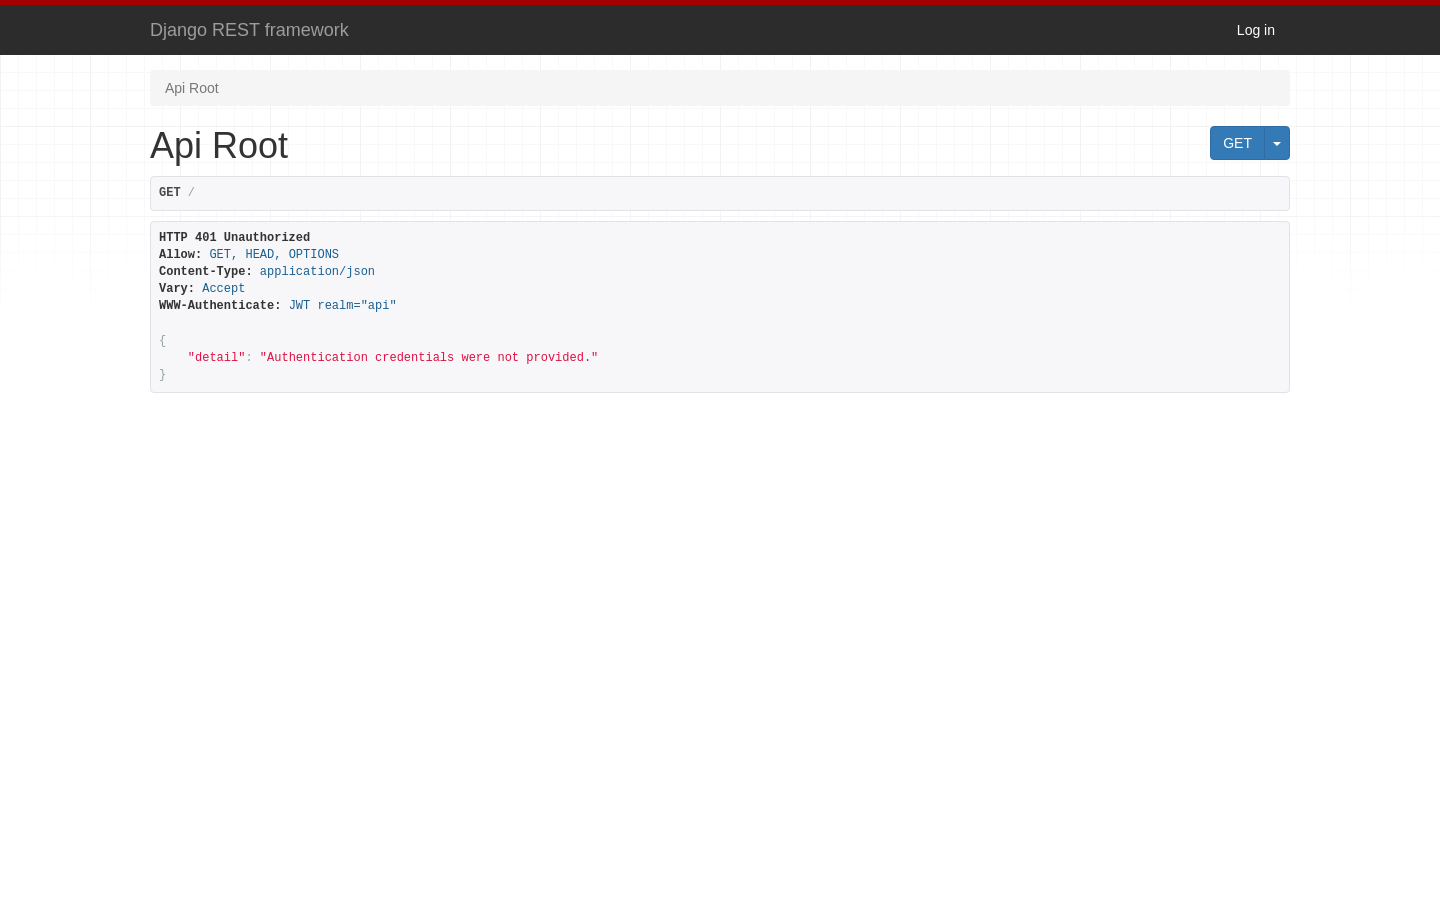 Django REST framework
Log in
Api Root
Api Root
GET
GET /
HTTP 401 Unauthorized
Allow: GET, HEAD, OPTIONS
Content-Type: application/json
Vary: Accept
WWW-Authenticate: JWT realm="api"
{
    "detail": "Authentication credentials were not provided."
}